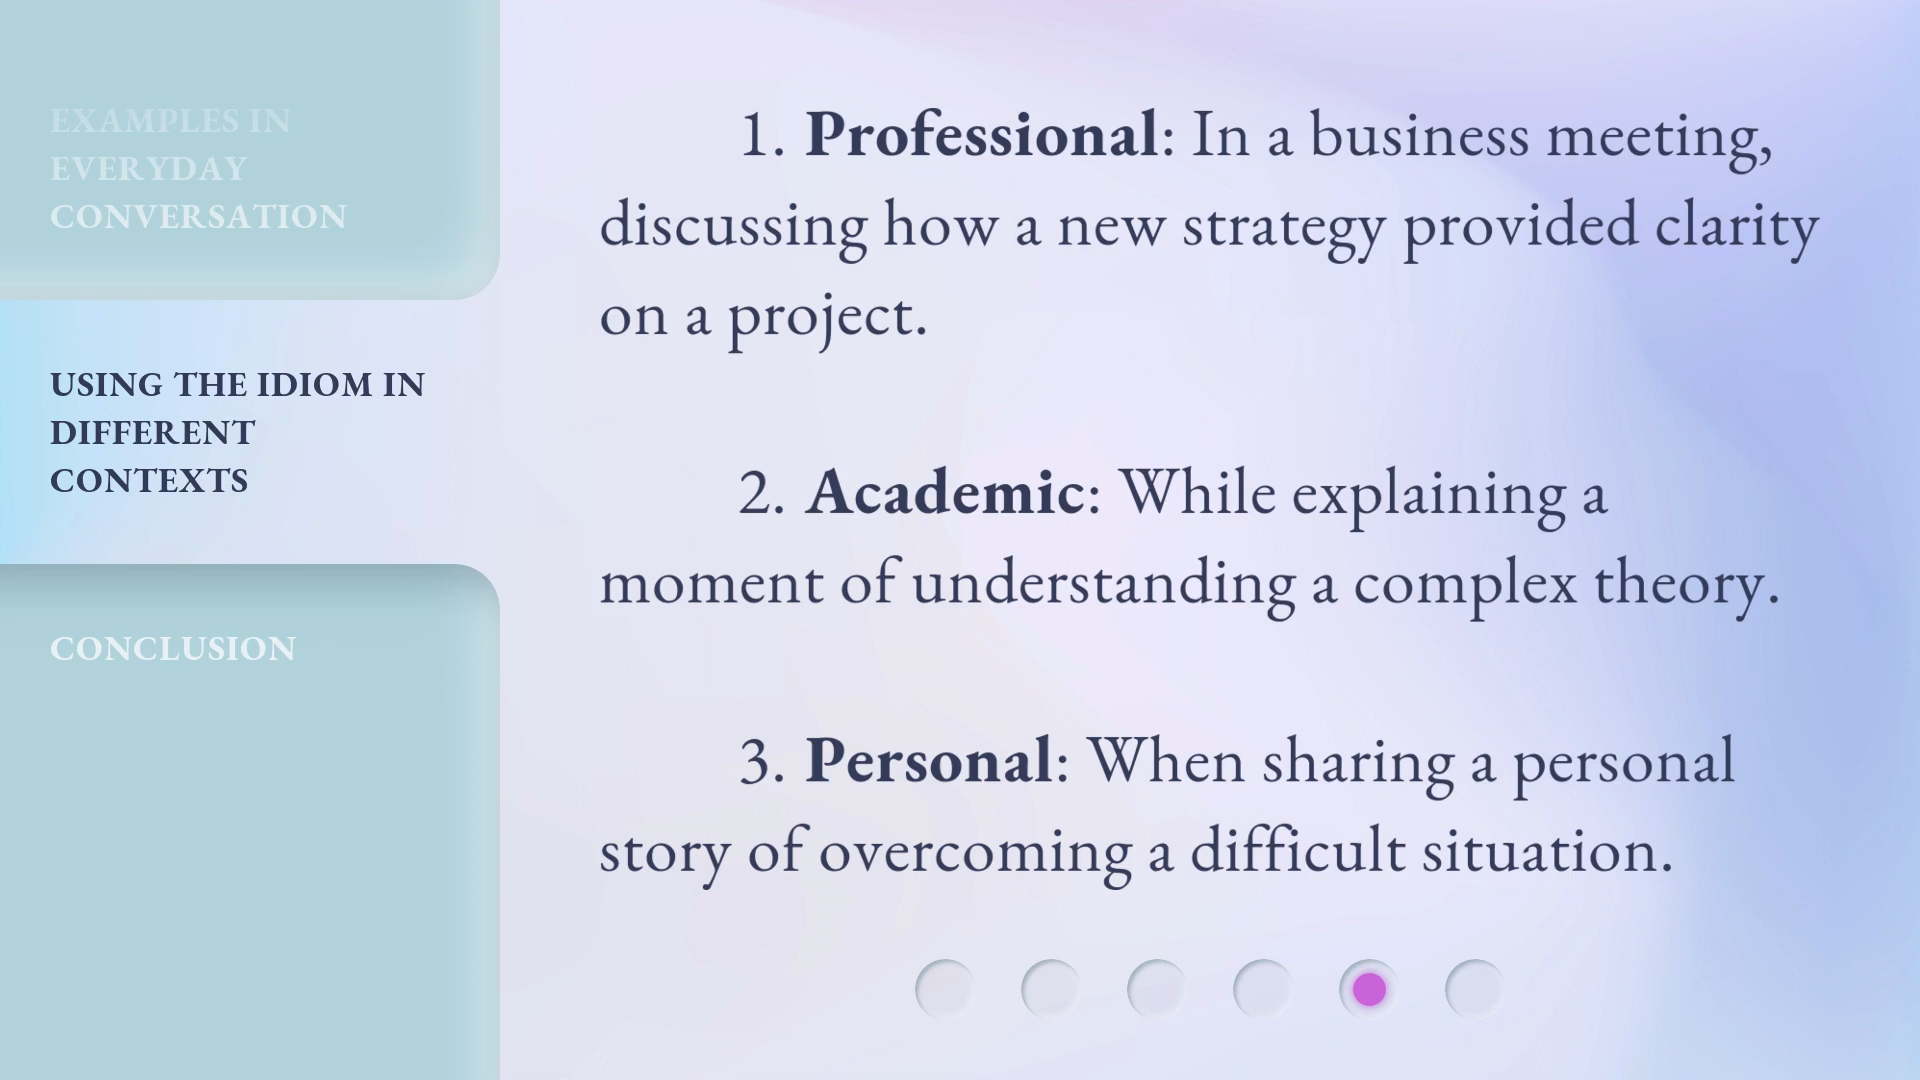 EXAMPLES IN
EVERYDAY
CONVERSATION
USING THE IDIOM IN
DIFFERENT
CONTEXTS
CONCLUSION
1. Professional: In a business meeting,
discussing how a new strategy provided clarity
on a project.
2. Academic: While explaining a
moment of understanding a complex theory.
3. Personal: When sharing a personal
story of overcoming a difficult situation.